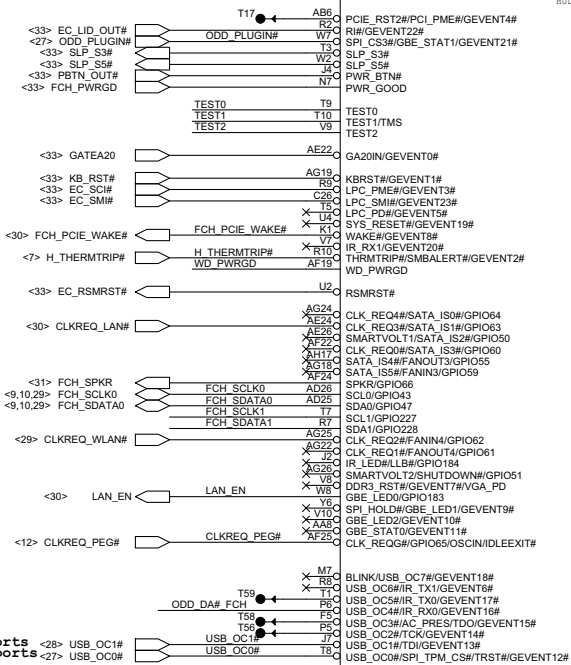 T17 AB6 PCIE_RST2#/PCI_PME#/GEVENT4#
<33> EC_LID_OUT# R2 RI#/GEVENT22#
<27> ODD_PLUGIN# ODD_PLUGIN# W7 SPI_CS3#/GBE_STAT1/GEVENT21#
<33> SLP_S3# T3 SLP_S3#
<33> SLP_S5# W2 SLP_S5#
<33> PBTN_OUT# J4 PWR_BTN#
<33> FCH_PWRGD N7 PWR_GOOD
TEST0 T9 TEST0
TEST1 T10 TEST1/TMS
TEST2 V9 TEST2
<33> GATEA20 AE22 GA20IN/GEVENT0#
<33> KB_RST# AG19 KBRST#/GEVENT1#
<33> EC_SCI# R9 LPC_PME#/GEVENT3#
<33> EC_SMI# C26 LPC_SMI#/GEVENT23#
T5 LPC_PD#/GEVENT5#
U4 SYS_RESET#/GEVENT19#
<30> FCH_PCIE_WAKE# FCH_PCIE_WAKE# K1 WAKE#/GEVENT8#
V7 IR_RX1/GEVENT20#
<7> H_THERMTRIP# H_THERMTRIP# R10 THRMTRIP#/SMBALERT#/GEVENT2#
WD_PWRGD AF19 WD_PWRGD
<33> EC_RSMRST# U2 RSMRST#
AG24 CLK_REQ4#/SATA_IS0#/GPIO64
<30> CLKREQ_LAN# AE24 CLK_REQ3#/SATA_IS1#/GPIO63
AE26 SMARTVOLT1/SATA_IS2#/GPIO50
AF22 CLK_REQ0#/SATA_IS3#/GPIO60
AH17 SATA_IS4#/FANOUT3/GPIO55
AG18 SATA_IS5#/FANIN3/GPIO59
<31> FCH_SPKR AF24 SPKR/GPIO66
<9,10,29> FCH_SCLK0 FCH_SCLK0 AD26 SCL0/GPIO43
<9,10,29> FCH_SDATA0 FCH_SDATA0 AD25 SDA0/GPIO47
FCH_SCLK1 T7 SCL1/GPIO227
FCH_SDATA1 R7 SDA1/GPIO228
<29> CLKREQ_WLAN# AG25 CLK_REQ2#/FANIN4/GPIO62
AG22 CLK_REQ1#/FANOUT4/GPIO61
J2 IR_LED#/LLB#/GPIO184
AG26 SMARTVOLT2/SHUTDOWN#/GPIO51
V8 DDR3_RST#/GEVENT7#/VGA_PD
<30> LAN_EN LAN_EN W8 GBE_LED0/GPIO183
Y6 SPI_HOLD#/GBE_LED1/GEVENT9#
V10 GBE_LED2/GEVENT10#
AA8 GBE_STAT0/GEVENT11#
<12> CLKREQ_PEG# CLKREQ_PEG# AF25 CLK_REQG#/GPIO65/OSCIN/IDLEEXIT#
M7 BLINK/USB_OC7#/GEVENT18#
R8 USB_OC6#/IR_TX1/GEVENT6#
T59 T1 USB_OC5#/IR_TX0/GEVENT17#
ODD_DA#_FCH P6 USB_OC4#/IR_RX0/GEVENT16#
T58 F5 USB_OC3#/AC_PRES/TDO/GEVENT15#
T56 P5 USB_OC2#/TCK/GEVENT14#
orts <28> USB_OC1# USB_OC1# J7 USB_OC1#/TDI/GEVENT13#
orts <27> USB_OC0# USB_OC0# T8 USB_OC0#/SPI_TPM_CS#/TRST#/GEVENT12#